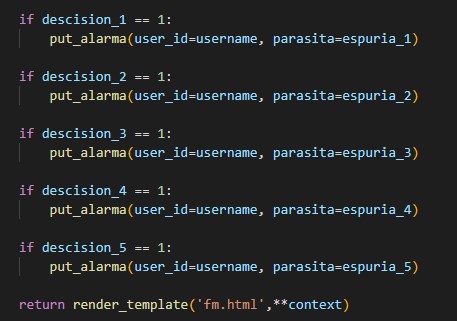 if descision_1 == 1:
    put_alarma(user_id=username, parasita=espuria_1)
if descision_2 == 1:
    put_alarma(user_id=username, parasita=espuria_2)
if descision_3 == 1:
    put_alarma(user_id=username, parasita=espuria_3)
if descision_4 == 1:
    put_alarma(user_id=username, parasita=espuria_4)
if descision_5 == 1:
    put_alarma(user_id=username, parasita=espuria_5)
return render_template('fm.html',**context)